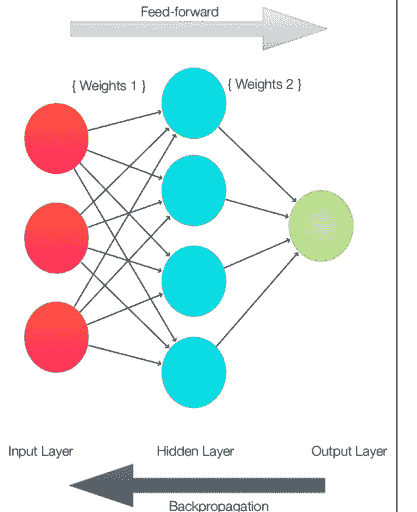 Feed-forward
{ Weights 1 }
{ Weights 2 }
Input Layer
Hidden Layer
Output Layer
Backpropagation